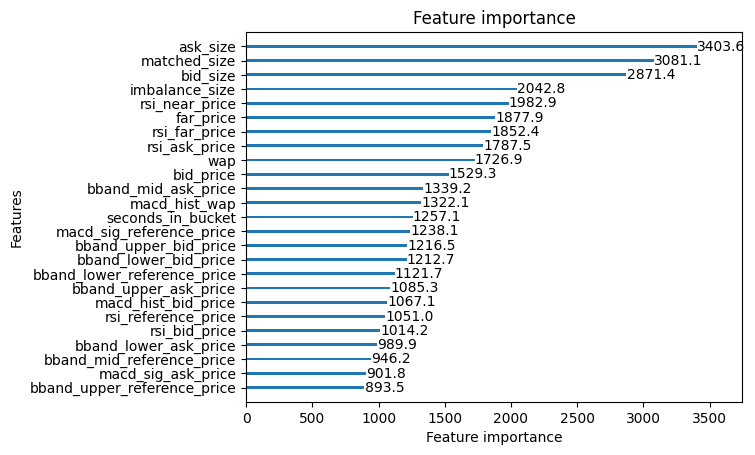 Feature importance
ask_size 3403.6
matched_size 3081.1
bid_size 2871.4
imbalance_size 2042.8
rsi_near_price 1982.9
far_price 1877.9
rsi_far_price 1852.4
rsi_ask_price 1787.5
wap 1726.9
bid_price 1529.3
bband_mid_ask_price 1339.2
macd_hist_wap 1322.1
seconds_in_bucket 1257.1
macd_sig_reference_price 1238.1
bband_upper_bid_price 1216.5
bband_lower_bid_price 1212.7
bband_lower_reference_price 1121.7
bband_upper_ask_price 1085.3
macd_hist_bid_price 1067.1
rsi_reference_price 1051.0
rsi_bid_price 1014.2
bband_lower_ask_price 989.9
bband_mid_reference_price 946.2
macd_sig_ask_price 901.8
bband_upper_reference_price 893.5
Features
0 500 1000 1500 2000 2500 3000 3500
Feature importance